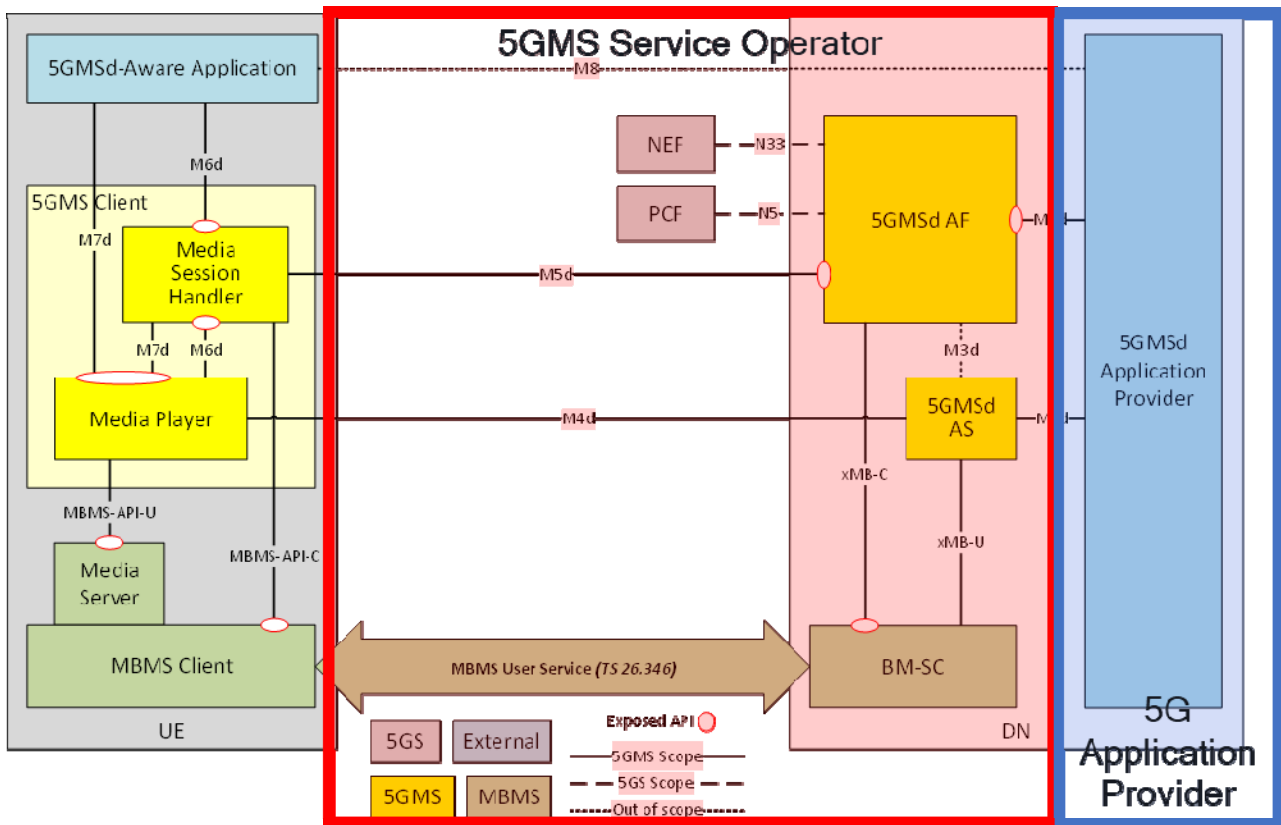 5GMS Service Operator
5GMSd-Aware Application
M8
NEF
N33
M6d
PCF
N5
5GMSd AF
5GMS Client
M7d
Media
Session
Handler
M5d
M7d
M6d
M3d
5GMSd
Application
Provider
Media Player
M4d
5GMSd
AS
xMB-C
MBMS-API-U
xMB-U
MBMS-API-C
Media
Server
MBMS Client
MBMS User Service (TS 26.346)
BM-SC
UE
DN
5G
Application
Provider
5GS
External
Exposed API
5GMS Scope
5GS Scope
5GMS
MBMS
Out of scope